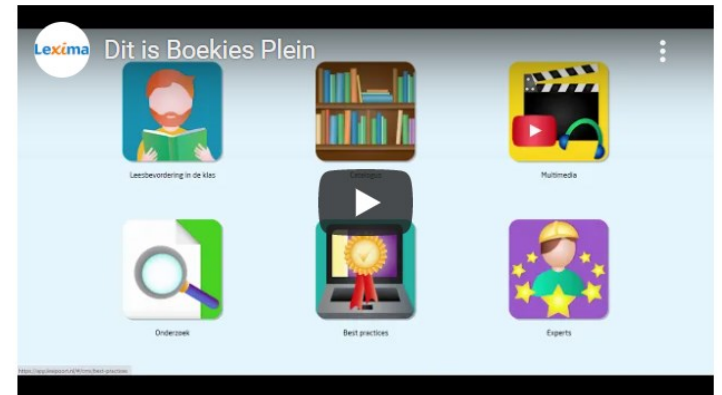 Lexima
Dit is Boekies Plein
Leesbevordering in de klas
Catalogus
Multimedia
Onderzoek
Best practices
Experts